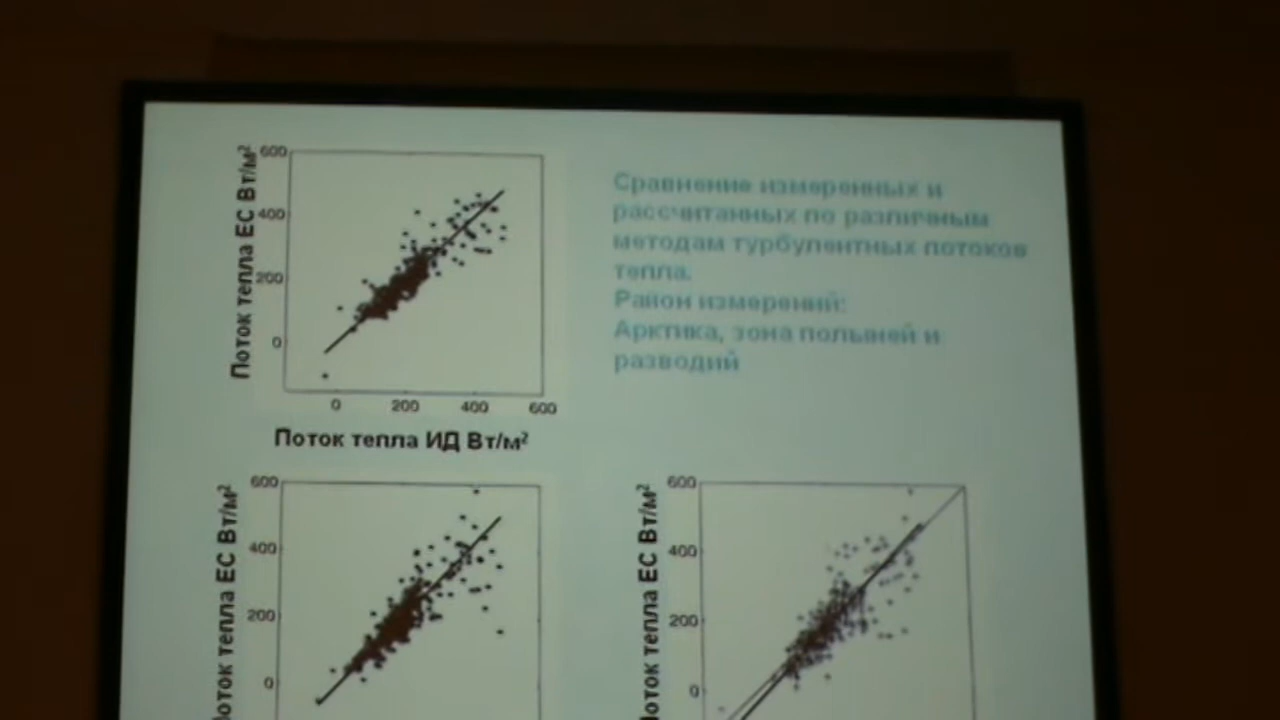 600
400
200
0
Поток тепла ЕС Вт/м²
0 200 400 600
Поток тепла ИД Вт/м²
Сравнение измеренных и
рассчитанных по различным
методам турбулентных потоков
тепла.
Район измерений:
Арктика, зона полыней и
разводий
600
400
200
0
Поток тепла ЕС Вт/м²
600
400
200
0
Поток тепла ЕС Вт/м²